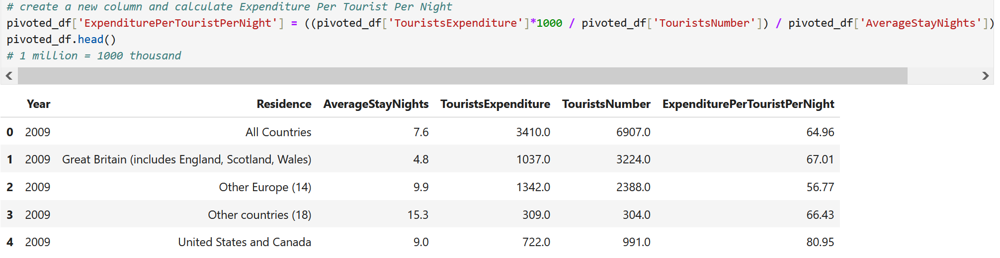 # create a new column and calculate Expenditure Per Tourist Per Night
pivoted_df['ExpenditurePerTouristPerNight'] = ((pivoted_df['TouristsExpenditure']*1000 / pivoted_df['TouristsNumber']) / pivoted_df['AverageStayNights'])
pivoted_df.head()
# 1 million = 1000 thousand
Year Residence AverageStayNights TouristsExpenditure TouristsNumber ExpenditurePerTouristPerNight
0 2009 All Countries 7.6 3410.0 6907.0 64.96
1 2009 Great Britain (includes England, Scotland, Wales) 4.8 1037.0 3224.0 67.01
2 2009 Other Europe (14) 9.9 1342.0 2388.0 56.77
3 2009 Other countries (18) 15.3 309.0 304.0 66.43
4 2009 United States and Canada 9.0 722.0 991.0 80.95